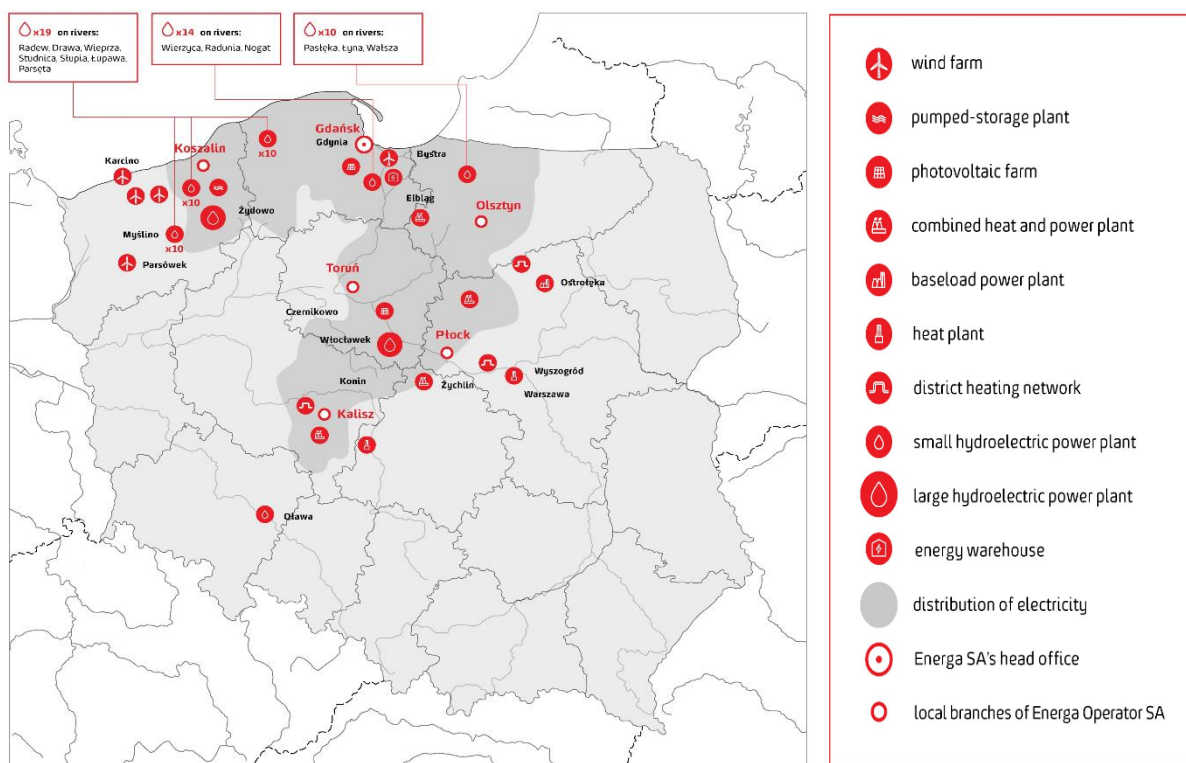 x19 on rivers:
Radew, Drawa, Wieprza,
Studnica, Słupia, Łupawa,
Parsęta
x14 on rivers:
Wierzyca, Radunia, Nogat
x10 on rivers:
Pasłęka, Łyna, Wałsza
Gdańsk
Gdynia
x10
Koszalin
Karcino
Bystra
x10
Żydowo
Elbląg
Olsztyn
Myślino
x10
Parsówek
Toruń
Ostrołęka
Czernikowo
Włocławek
Płock
Wyszogród
Konin
Żychlin
Warszawa
Kalisz
Oława
wind farm
pumped-storage plant
photovoltaic farm
combined heat and power plant
baseload power plant
heat plant
district heating network
small hydroelectric power plant
large hydroelectric power plant
energy warehouse
distribution of electricity
Energa SA's head office
local branches of Energa Operator SA